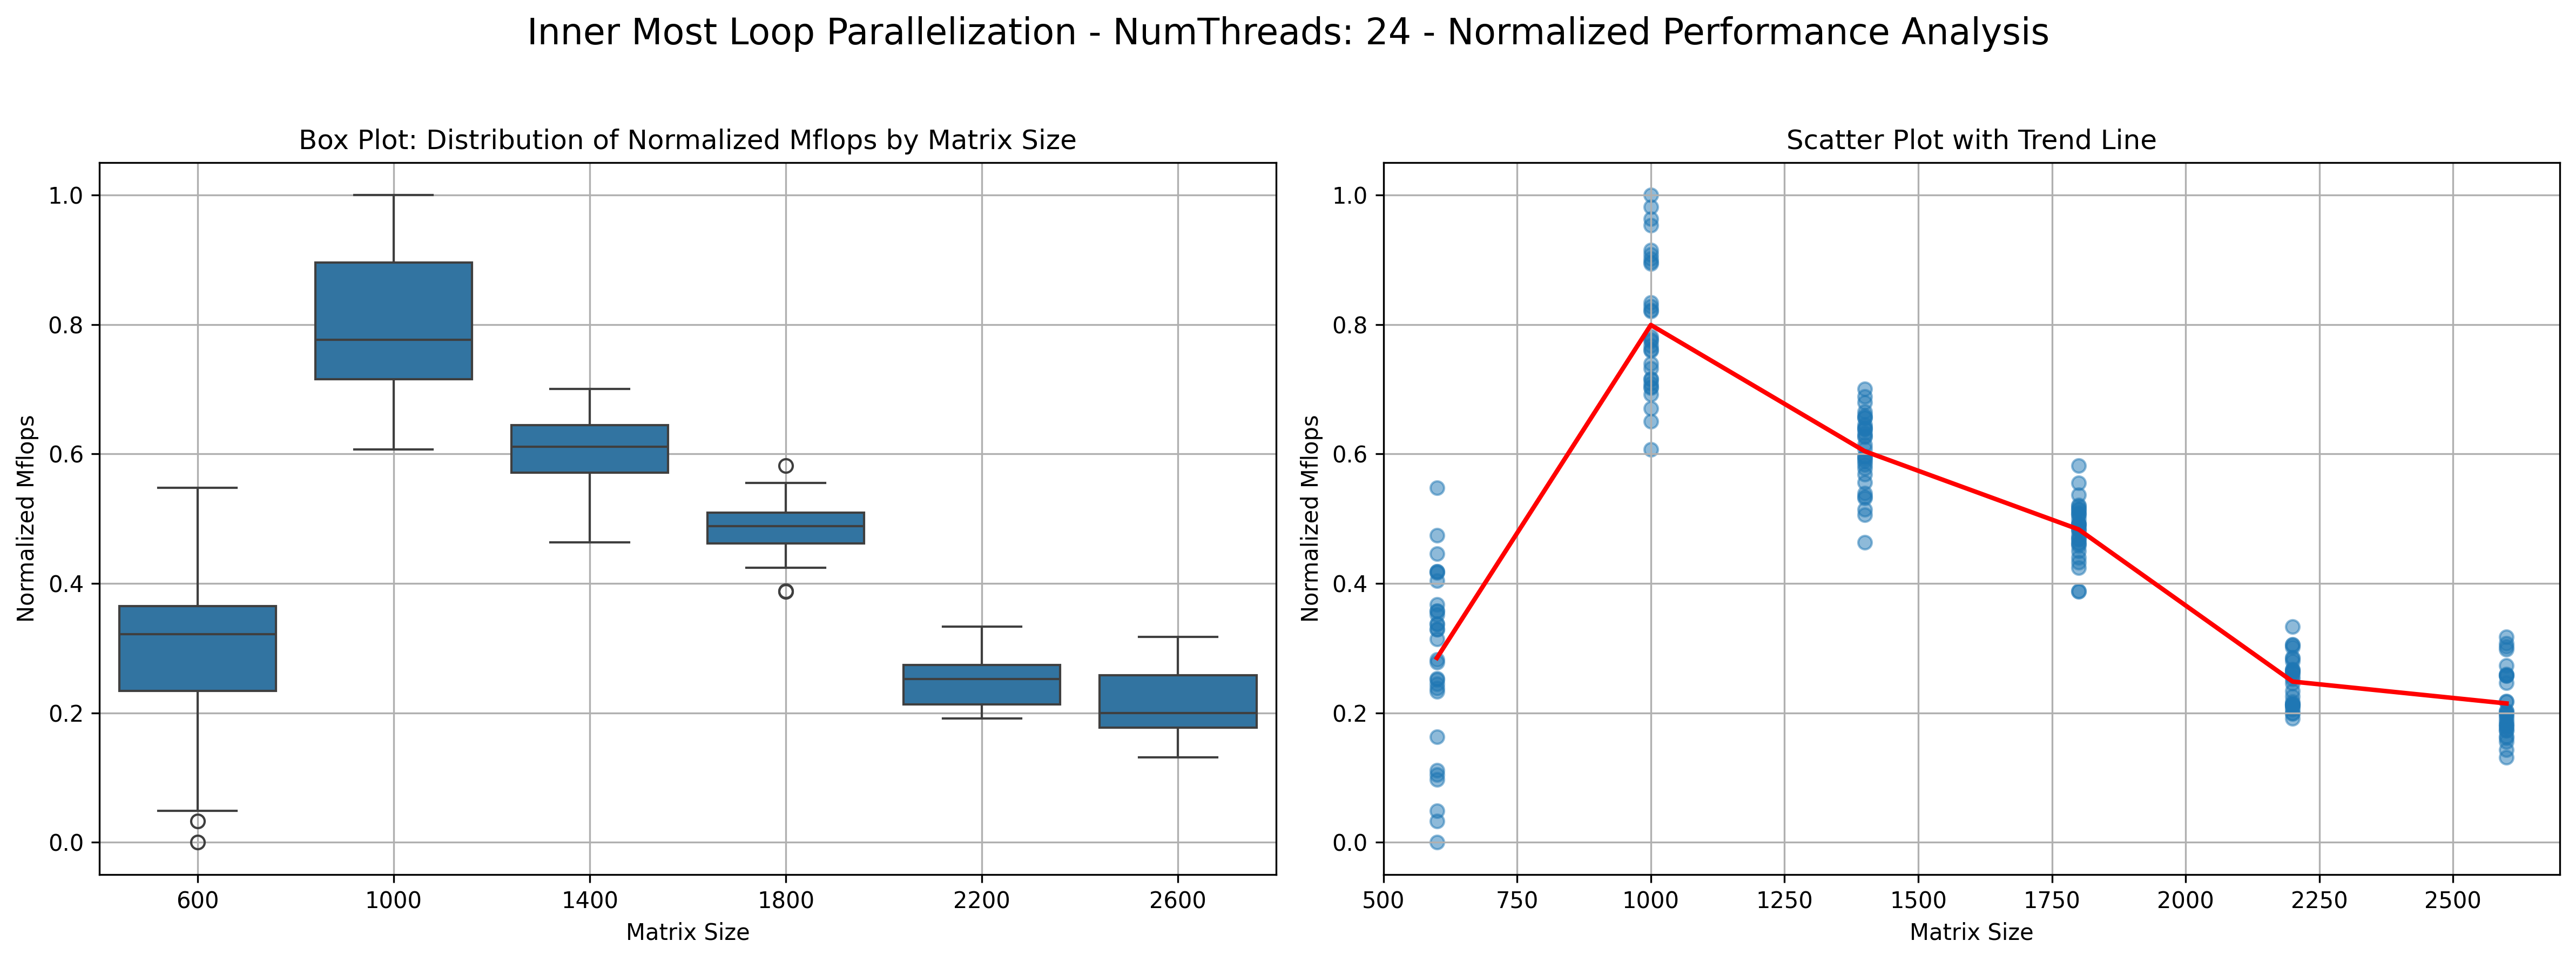 Inner Most Loop Parallelization - NumThreads: 24 - Normalized Performance Analysis
Box Plot: Distribution of Normalized Mflops by Matrix Size
Normalized Mflops
1.0
0.8
0.6
0.4
0.2
0.0
600 1000 1400 1800 2200 2600
Matrix Size
Scatter Plot with Trend Line
Normalized Mflops
1.0
0.8
0.6
0.4
0.2
0.0
500 750 1000 1250 1500 1750 2000 2250 2500
Matrix Size